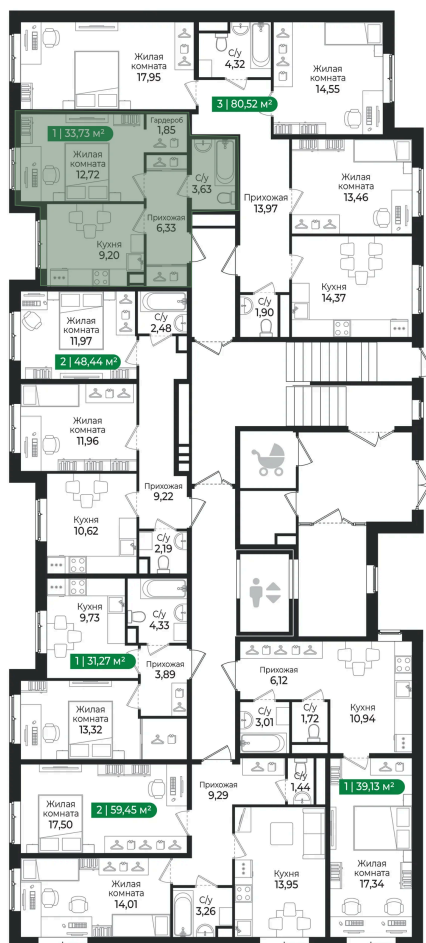 Жилая
комната
17,95
С/у
4,32
Жилая
комната
14,55
3 | 80,52 м²
1 | 33,73 м²
Гардероб
1,85
Жилая
комната
12,72
С/у
3,63
Прихожая
6,33
Кухня
9,20
Жилая
комната
13,46
Прихожая
13,97
Кухня
14,37
С/у
1,90
Жилая
комната
11,97
С/у
2,48
2 | 48,44 м²
Жилая
комната
11,96
Прихожая
9,22
Кухня
10,62
С/у
2,19
Кухня
9,73
С/у
4,33
1 | 31,27 м²
Прихожая
3,89
Жилая
комната
13,32
Прихожая
6,12
С/у
3,01
С/у
1,72
Кухня
10,94
Прихожая
9,29
С/у
1,44
1 | 39,13 м²
2 | 59,45 м²
Жилая
комната
17,50
Жилая
комната
17,34
Кухня
13,95
Жилая
комната
14,01
С/у
3,26